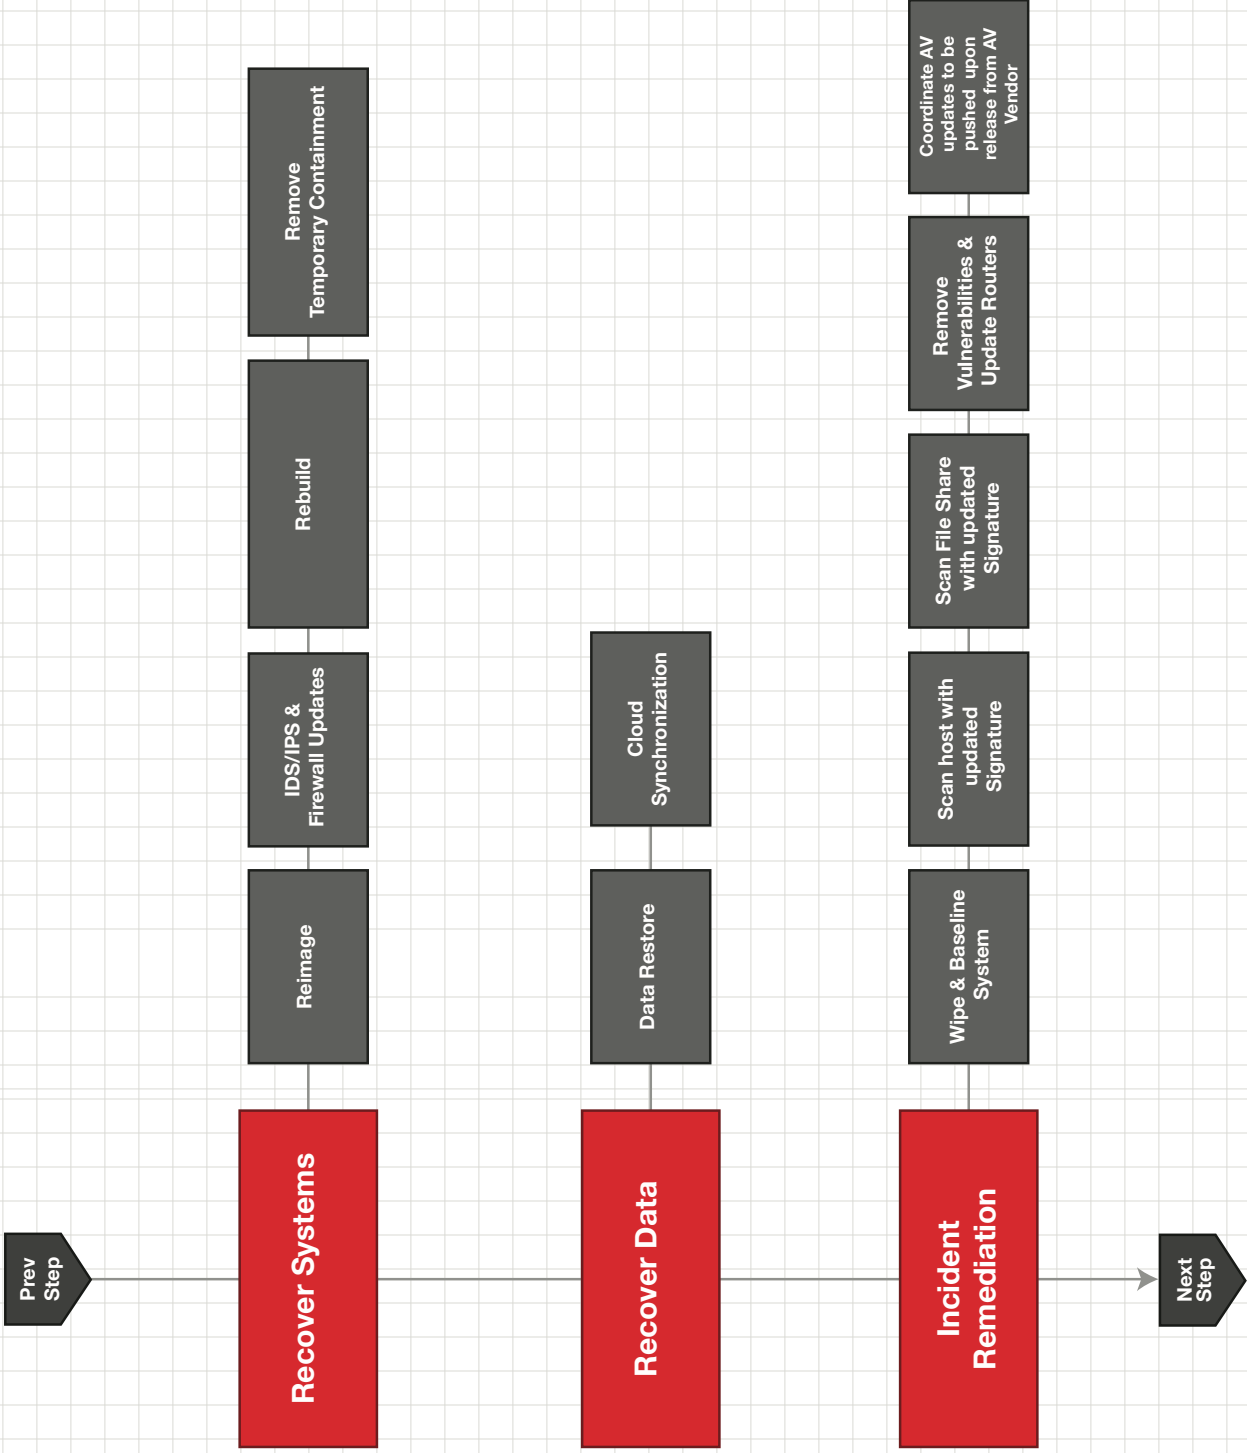 Prev
Step
Recover Systems
Reimage
IDS/IPS &
Firewall Updates
Rebuild
Remove
Temporary Containment
Recover Data
Data Restore
Cloud
Synchronization
Incident
Remediation
Wipe & Baseline
System
Scan host with
updated
Signature
Scan File Share
with updated
Signature
Remove
Vulnerabilities &
Update Routers
Coordinate AV
updates to be
pushed upon
release from AV
Vendor
Next
Step